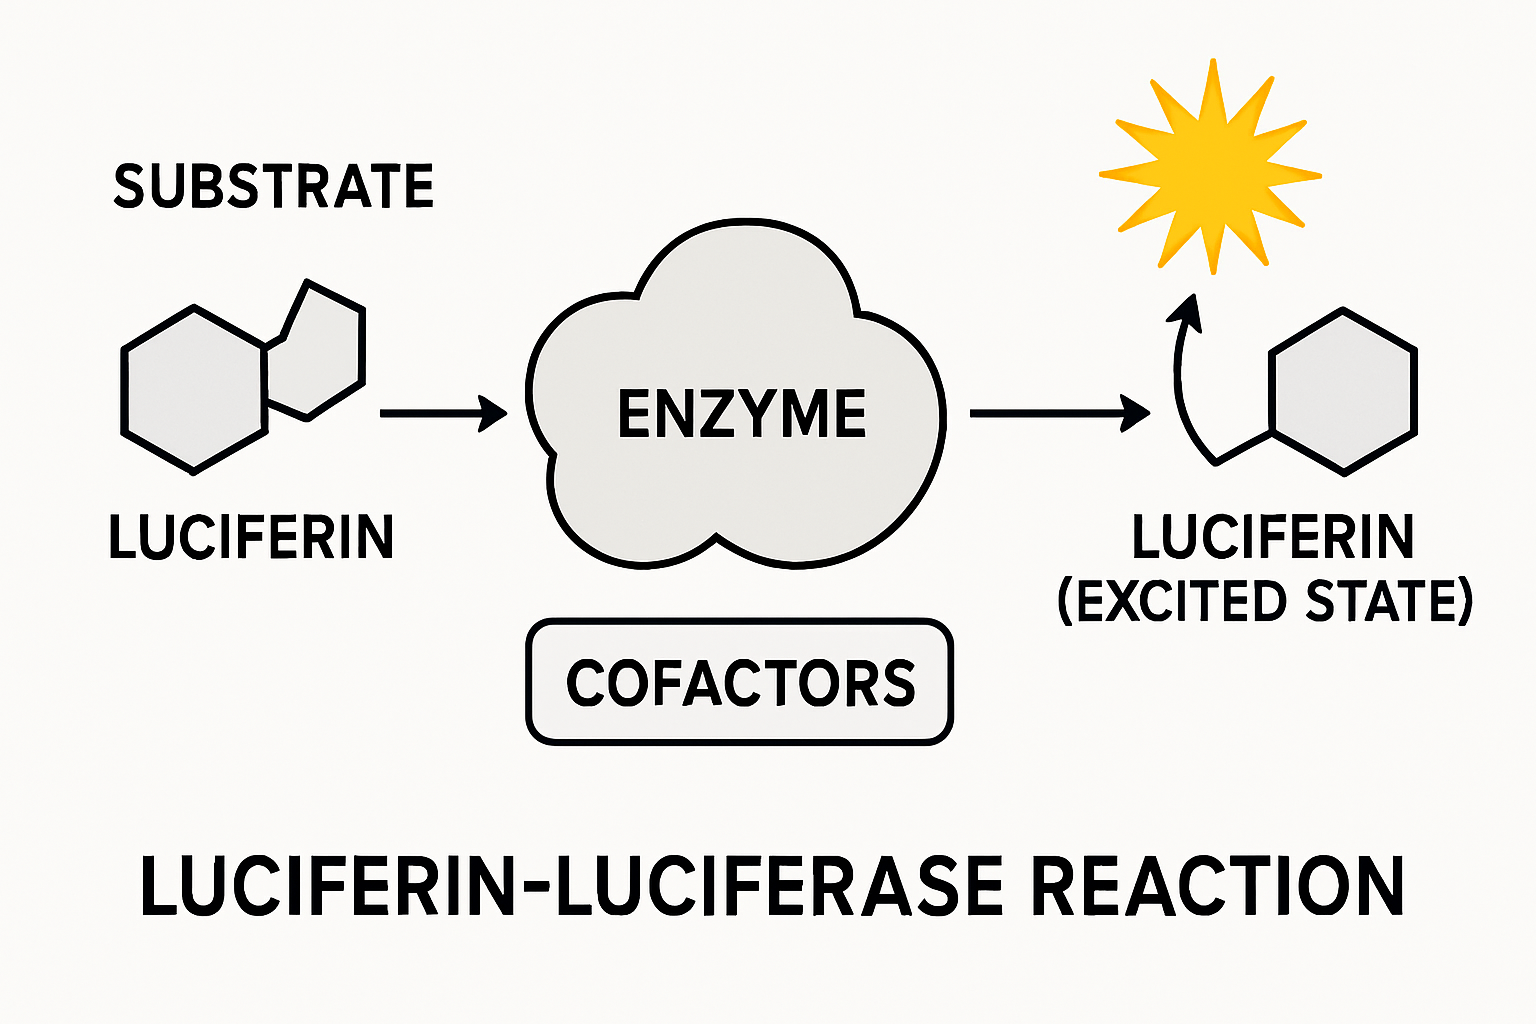 SUBSTRATE
LUCIFERIN
ENZYME
COFACTORS
LUCIFERIN
(EXCITED STATE)
LUCIFERIN-LUCIFERASE REACTION